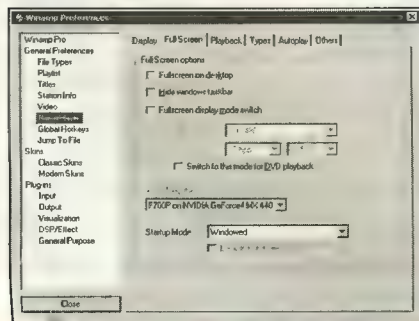 Winamp Preferences
Winamp Pro
General Preferences
File Types
Playlist
Titles
Station Info
Video
Global Hotkeys
Jump To File
Skins
Classic Skins
Modern Skins
Plug-ins
Input
Output
Visualization
DSP/Effect
General Purpose
Close
Display Full Screen Playback Types Autoplay Others
Full Screen options
Fullscreen on desktop
Hide windows taskbar
Fullscreen display mode switch
Switch to this mode for DVD playback
F700P on NVIDIA GeForce4 MX 440
Startup Mode Windowed